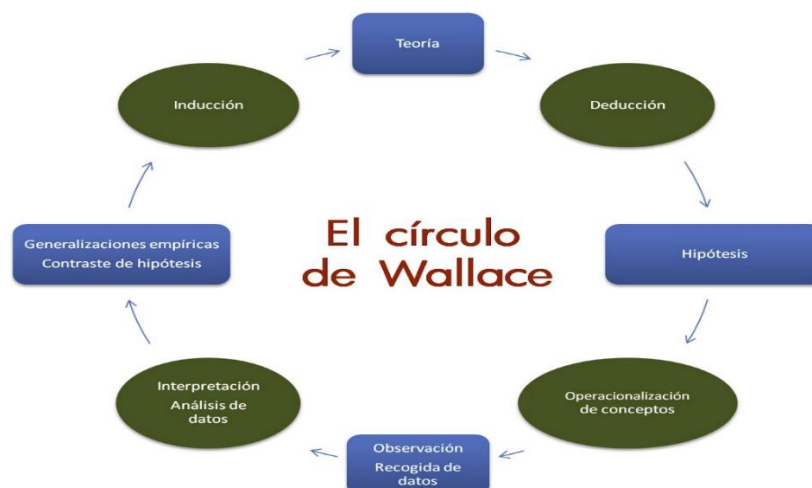 Teoría
Deducción
Hipótesis
Operacionalización
de conceptos
Observación
Recogida de
datos
Interpretación
Análisis de
datos
Generalizaciones empíricas
Contraste de hipótesis
Inducción
El círculo
de Wallace